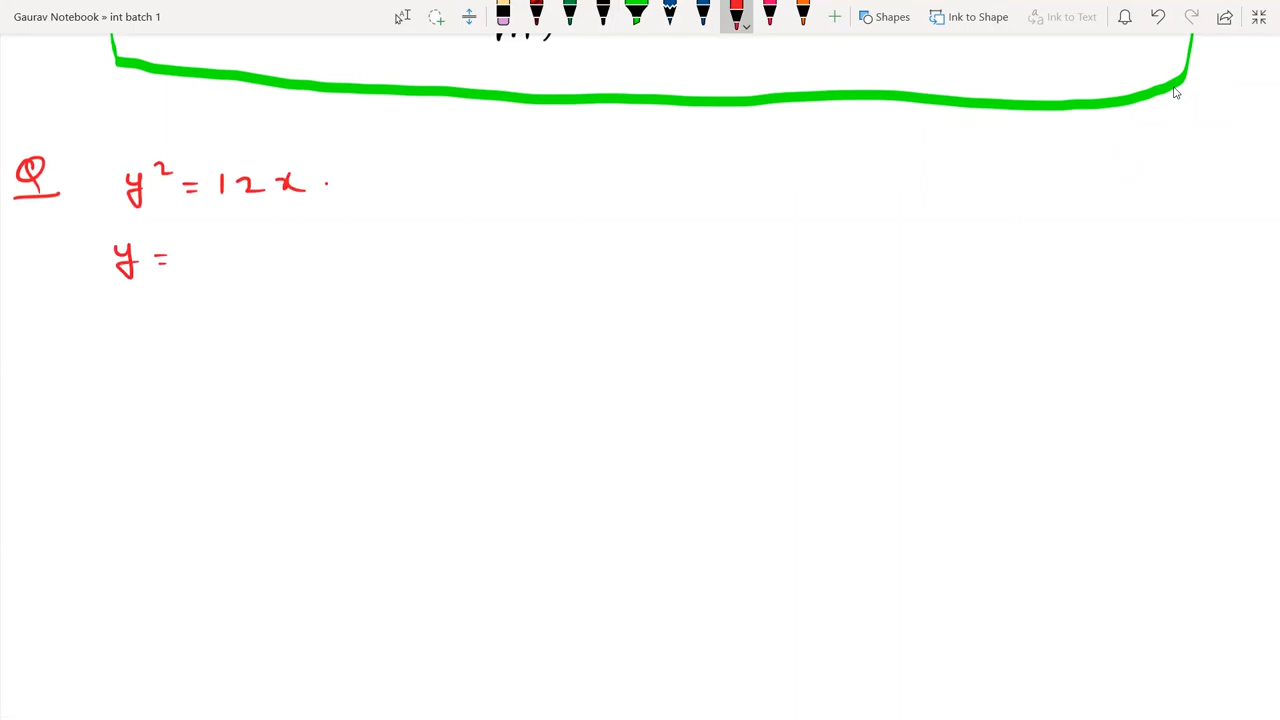 Gaurav Notebook » int batch 1
Shapes
Ink to Shape
Ink to Text
Q y² = 12x.
y =